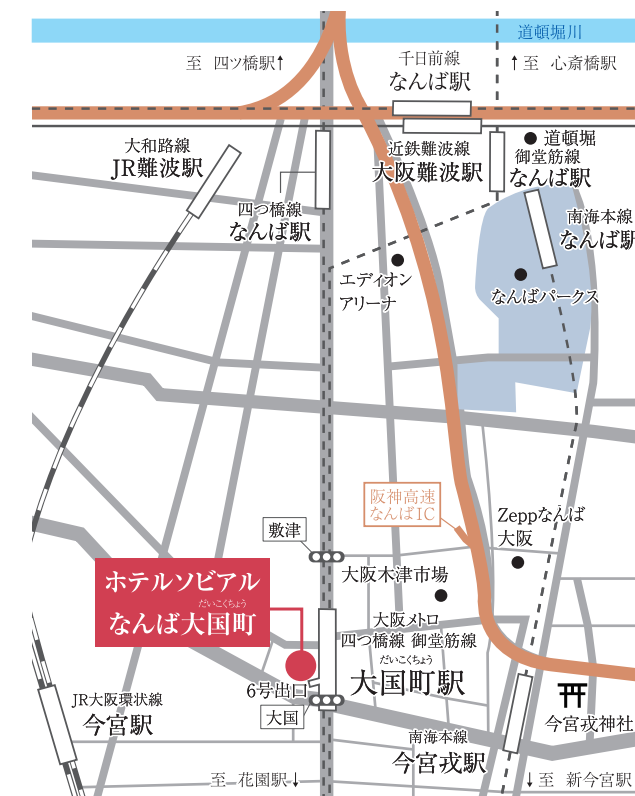 道頓堀川
至 四ツ橋駅↑
千日前線
なんば駅
↑至 心斎橋駅
大和路線
JR難波駅
近鉄難波線
大阪難波駅
道頓堀
御堂筋線
なんば駅
四つ橋線
なんば駅
南海本線
なんば駅
エディオン
アリーナ
なんばパークス
阪神高速
なんばIC
Zeppなんば
大阪
敷津
大阪木津市場
ホテルソビアル
だいこくちょう
なんば大国町
大阪メトロ
四つ橋線 御堂筋線
だいこくちょう
大国町駅
6号出口
大国
JR大阪環状線
今宮駅
今宮戎神社
南海本線
今宮戎駅
至 花園駅↓
↓至 新今宮駅